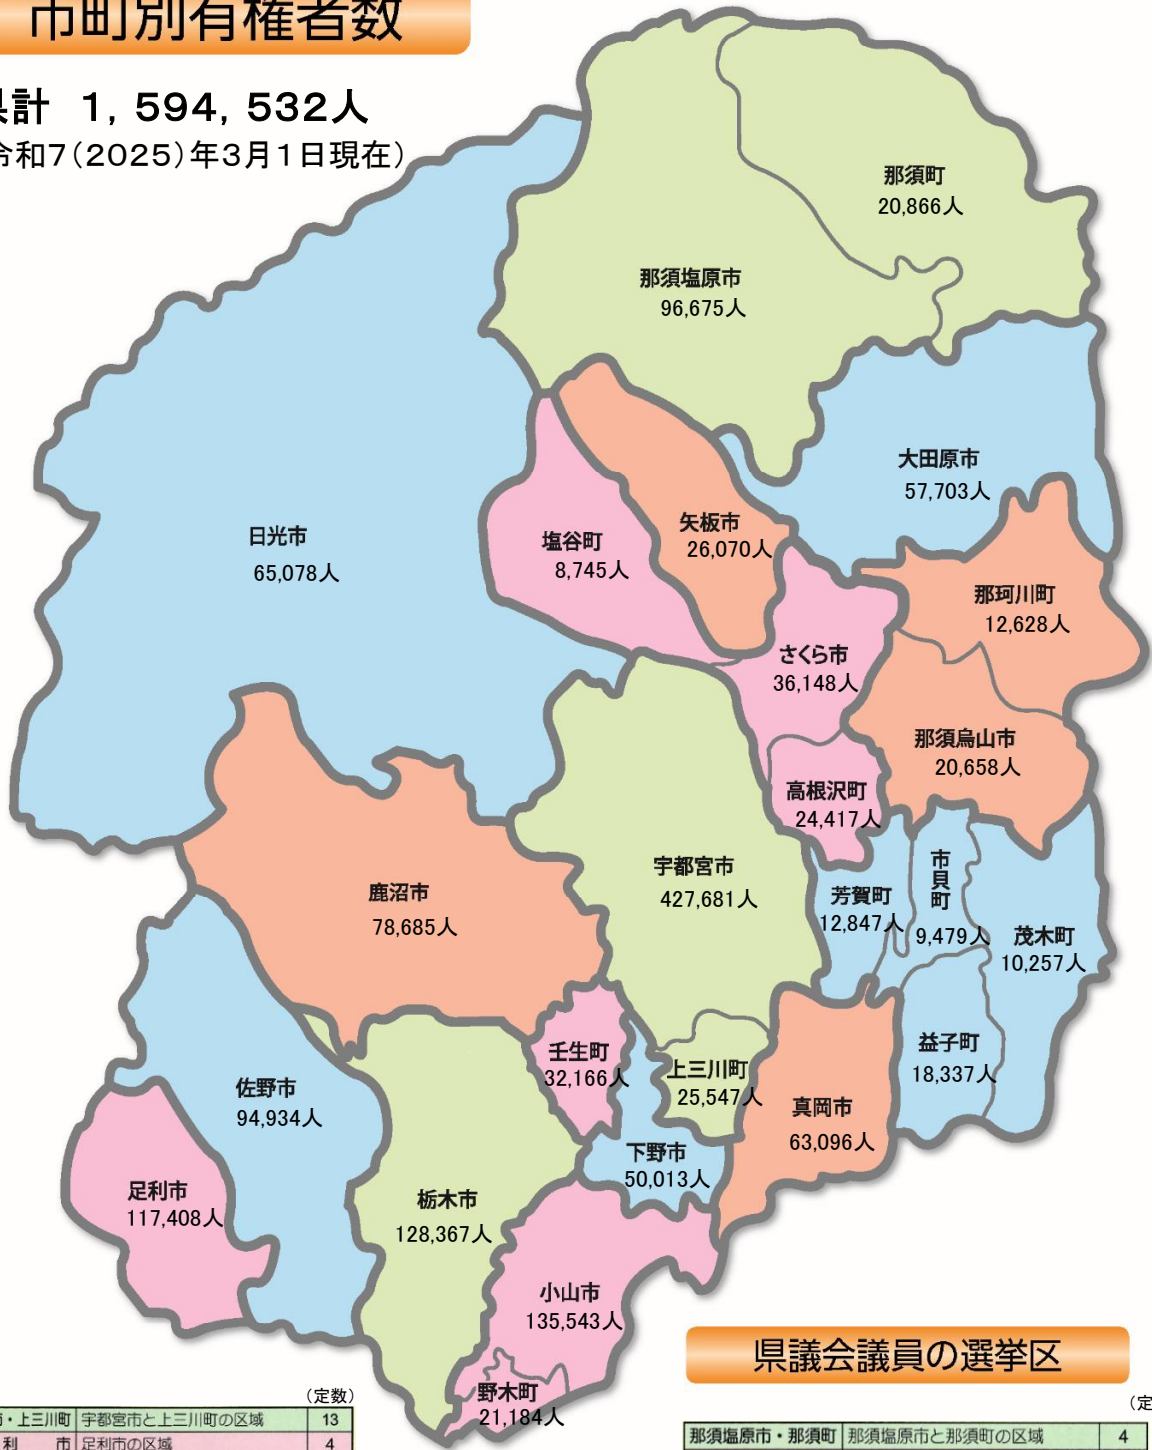 市町別有権者数
県計 1, 594, 532人
令和7(2025)年3月1日現在)
那須町
20,866人
那須塩原市
96,675人
大田原市
57,703人
矢板市
26,070人
塩谷町
8,745人
日光市
65,078人
那珂川町
12,628人
さくら市
36,148人
那須烏山市
20,658人
高根沢町
24,417人
宇都宮市
427,681人
鹿沼市
78,685人
芳賀町
12,847人
市貝町
9,479人
茂木町
10,257人
益子町
18,337人
壬生町
32,166人
上三川町
25,547人
真岡市
63,096人
下野市
50,013人
佐野市
94,934人
足利市
117,408人
栃木市
128,367人
小山市
135,543人
野木町
21,184人
県議会議員の選挙区
(定数)
・上三川町 宇都宮市と上三川町の区域 13
利 市 足利市の区域 4
(定
那須塩原市・那須町 那須塩原市と那須町の区域 4